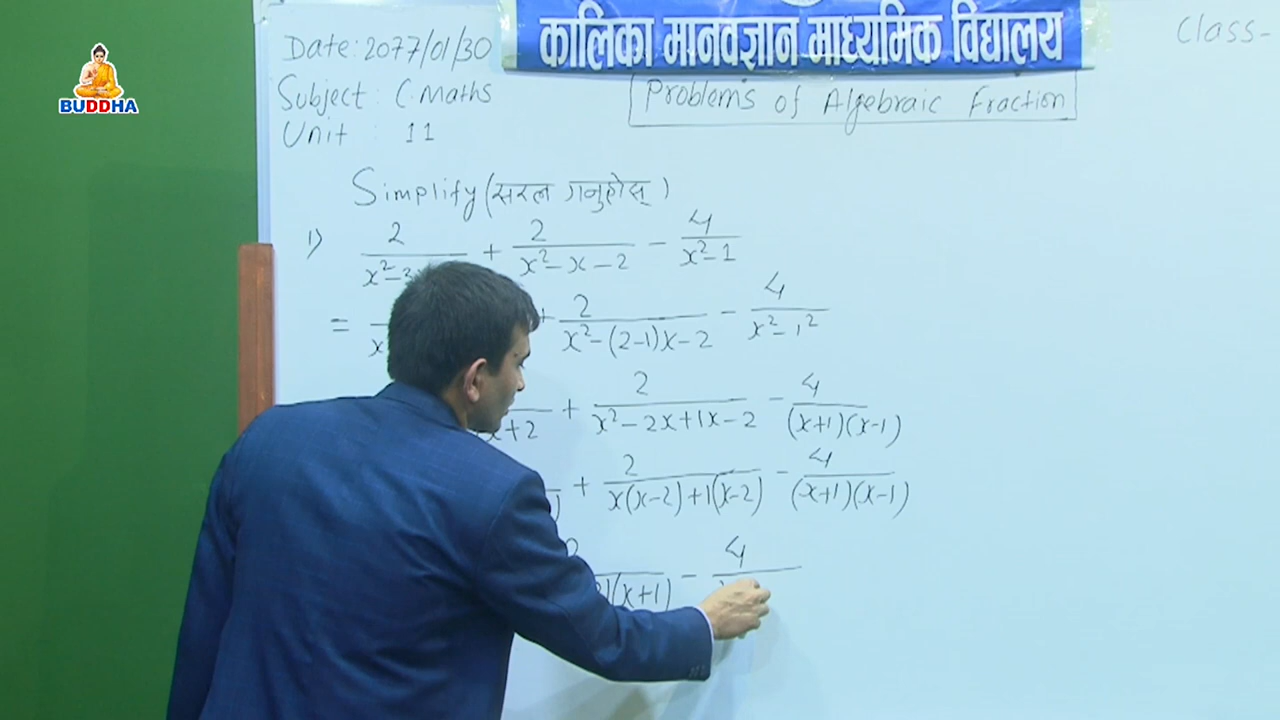 कालिका मानवज्ञान माध्यमिक विद्यालय
BUDDHA
Date: 2077/01/30
Class-
Subject: C.Maths
Problems of Algebraic Fraction
Unit : 11
Simplify (सरल गर्नुहोस्)
1) 2/(x²-3 + 2/(x²-x-2) - 4/(x²-1)
= x + 2/(x²-(2-1)x-2) - 4/(x²-1²)
x+2 + 2/(x²-2x+1x-2) - 4/((x+1)(x-1))
) + 2/(x(x-2)+1(x-2)) - 4/((x+1)(x-1))
2)(x+1) - 4